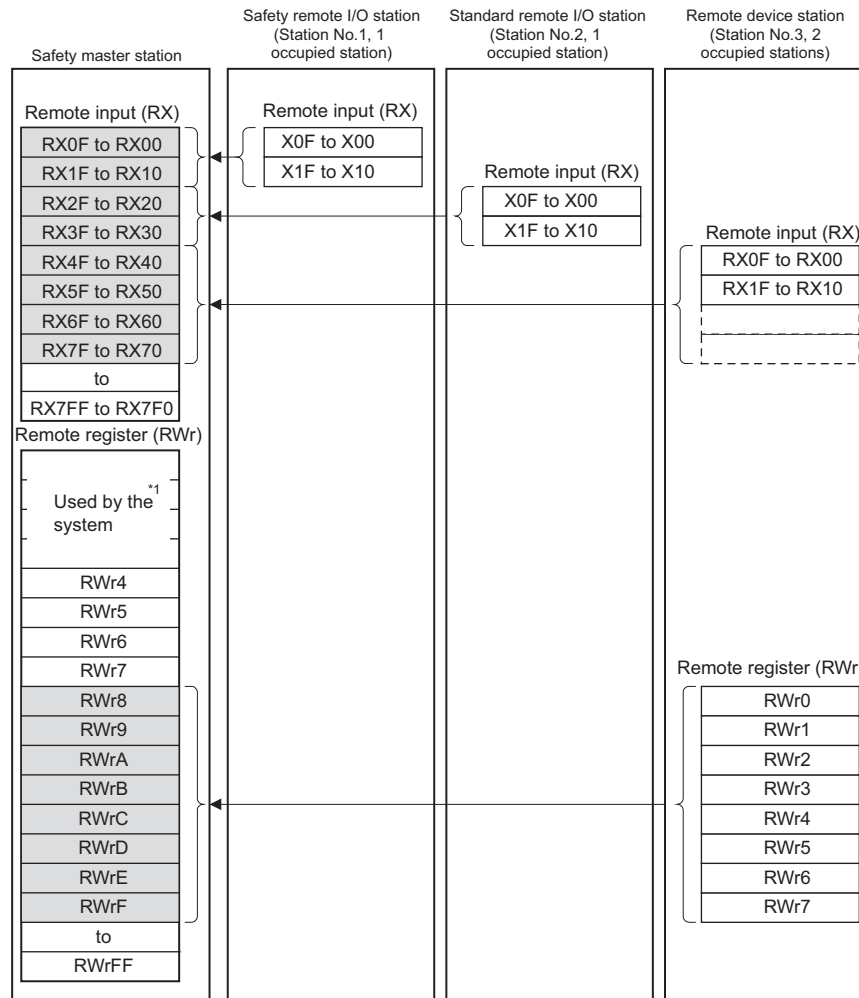 Safety master station
Safety remote I/O station
(Station No.1, 1
occupied station)
Standard remote I/O station
(Station No.2, 1
occupied station)
Remote device station
(Station No.3, 2
occupied stations)
Remote input (RX)
RX0F to RX00
RX1F to RX10
RX2F to RX20
RX3F to RX30
RX4F to RX40
RX5F to RX50
RX6F to RX60
RX7F to RX70
to
RX7FF to RX7F0
Remote register (RWr)
Used by the*1
system
RWr4
RWr5
RWr6
RWr7
RWr8
RWr9
RWrA
RWrB
RWrC
RWrD
RWrE
RWrF
to
RWrFF
Remote input (RX)
X0F to X00
X1F to X10
Remote input (RX)
X0F to X00
X1F to X10
Remote input (RX)
RX0F to RX00
RX1F to RX10
Remote register (RWr
RWr0
RWr1
RWr2
RWr3
RWr4
RWr5
RWr6
RWr7